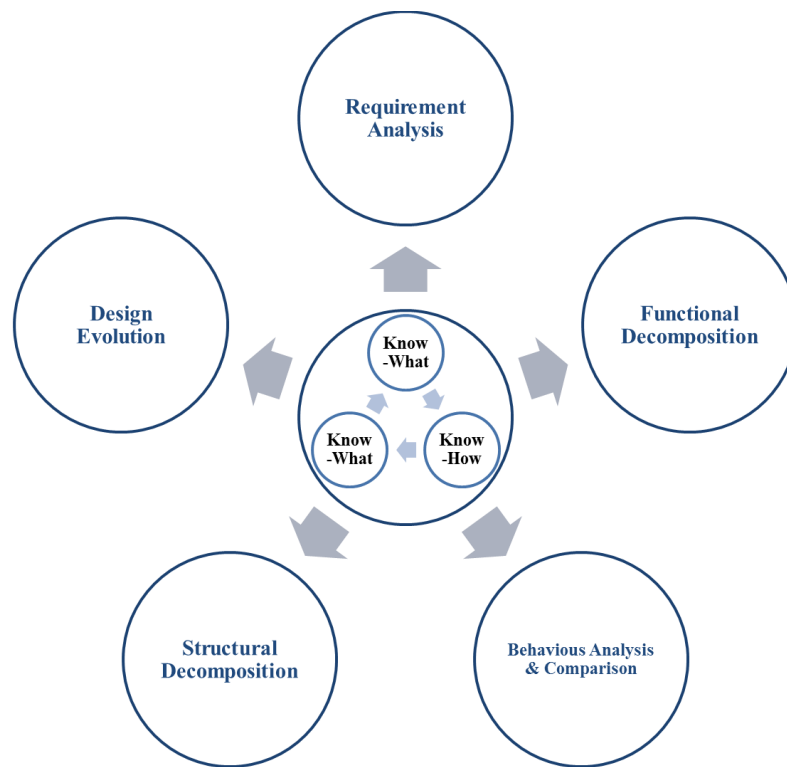 Requirement
Analysis
Design
Evolution
Functional
Decomposition
Know
-What
Know
-What
Know
-How
Structural
Decomposition
Behavious Analysis
& Comparison